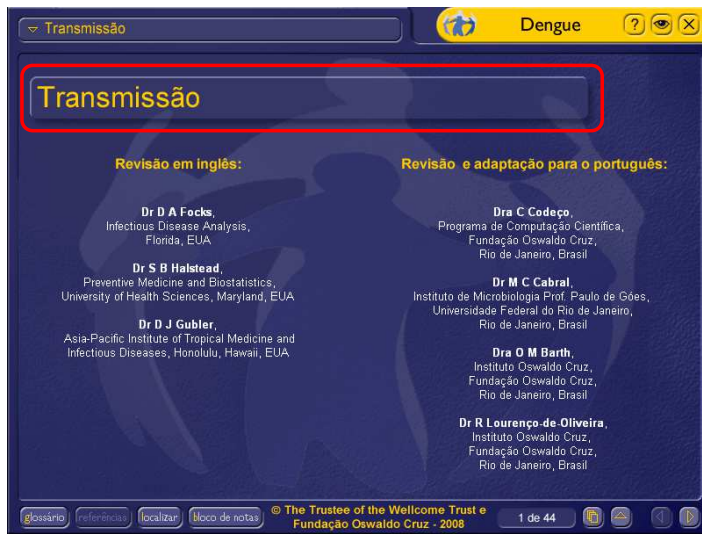 Transmissão
Dengue
?
Transmissão
Revisão em inglês:
Dr D A Focks,
Infectious Disease Analysis,
Florida, EUA
Dr S B Halstead,
Preventive Medicine and Biostatistics,
University of Health Sciences, Maryland, EUA
Dr D J Gubler,
Asia-Pacific Institute of Tropical Medicine and
Infectious Diseases, Honolulu, Hawaii, EUA
Revisão e adaptação para o português:
Dra C Codeço,
Programa de Computação Científica,
Fundação Oswaldo Cruz,
Rio de Janeiro, Brasil
Dr M C Cabral,
Instituto de Microbiologia Prof. Paulo de Góes,
Universidade Federal do Rio de Janeiro,
Rio de Janeiro, Brasil
Dra O M Barth,
Instituto Oswaldo Cruz,
Fundação Oswaldo Cruz,
Rio de Janeiro, Brasil
Dr R Lourenço-de-Oliveira,
Instituto Oswaldo Cruz,
Fundação Oswaldo Cruz,
Rio de Janeiro, Brasil
glossário referências localizar bloco de notas
© The Trustee of the Wellcome Trust e
Fundação Oswaldo Cruz - 2008
1 de 44